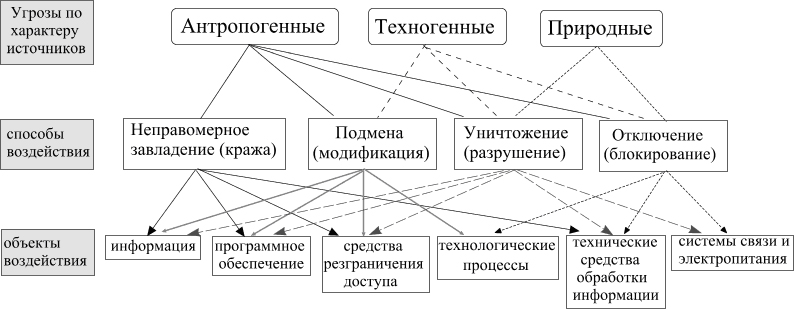 Угрозы по
характеру
источников
Антропогенные
Техногенные
Природные
способы
воздействия
Неправомерное
завладение (кража)
Подмена
(модификация)
Уничтожение
(разрушение)
Отключение
(блокирование)
объекты
воздействия
информация
программное
обеспечение
средства
резграничения
доступа
технологические
процессы
технические
средства
обработки
информации
системы связи и
электропитания